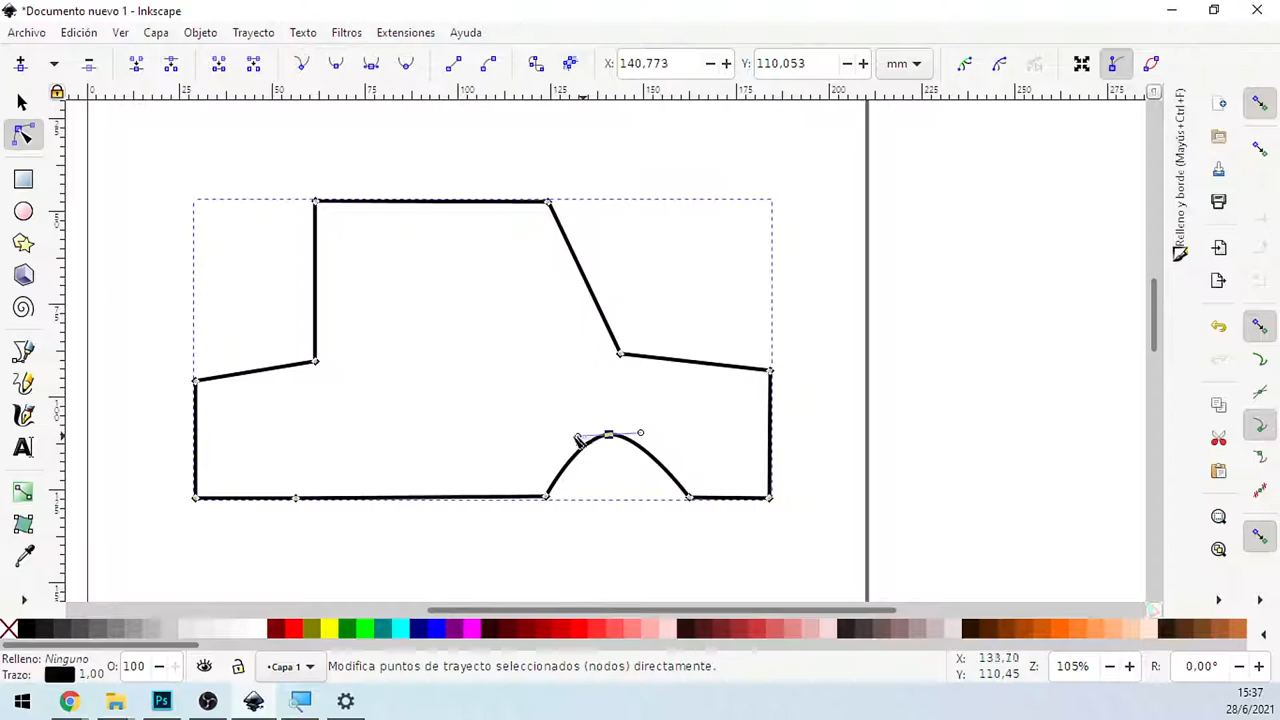 *Documento nuevo 1 - Inkscape
Archivo Edición Ver Capa Objeto Trayecto Filtros Texto Extensiones Ayuda
X: 140,773 Y: 110,053 mm
0 25 50 75 100 125 150 175 200 225 250 275
Relleno y borde (Mayús+Ctrl+F)
Relleno: Ninguno
Trazo: 1,00
O: 100
·Capa 1
Modifica puntos de trayecto seleccionados (nodos) directamente.
X: 133,70
Y: 110,45
Z: 105%
R: 0,00°
Ps
15:37
28/6/2021